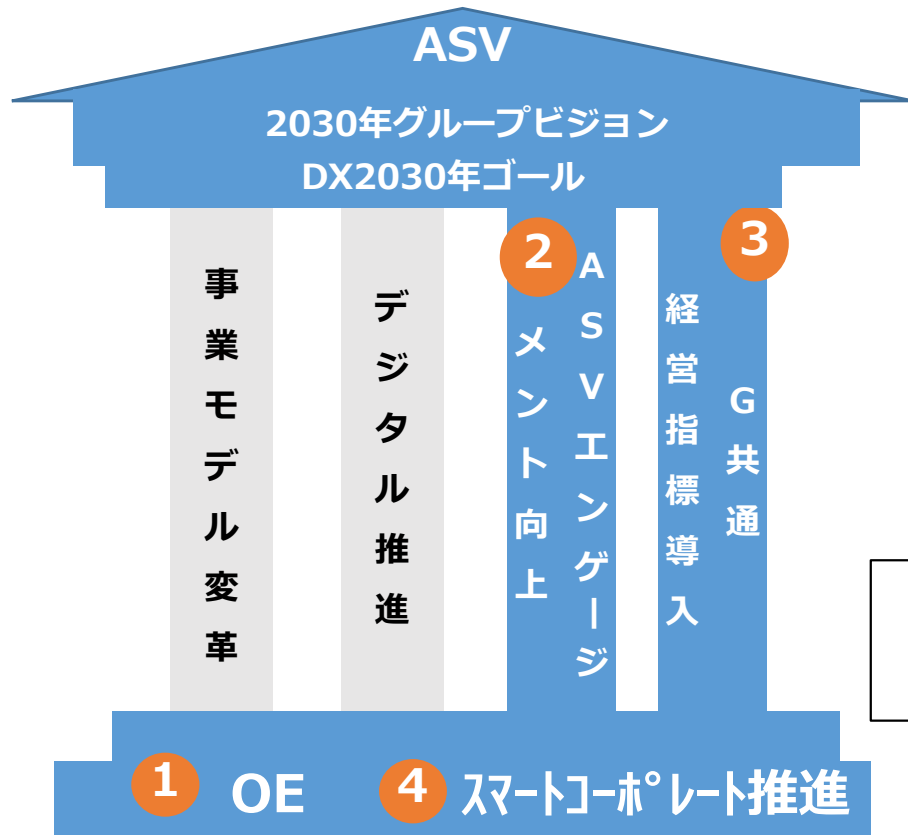 ASV
2030年グループビジョン
DX2030年ゴール
事業モデル変革
デジタル推進
2
ASVエンゲージ
メント向上
3
G共通
経営指標導入
1
OE
4
スマートコーポレート推進